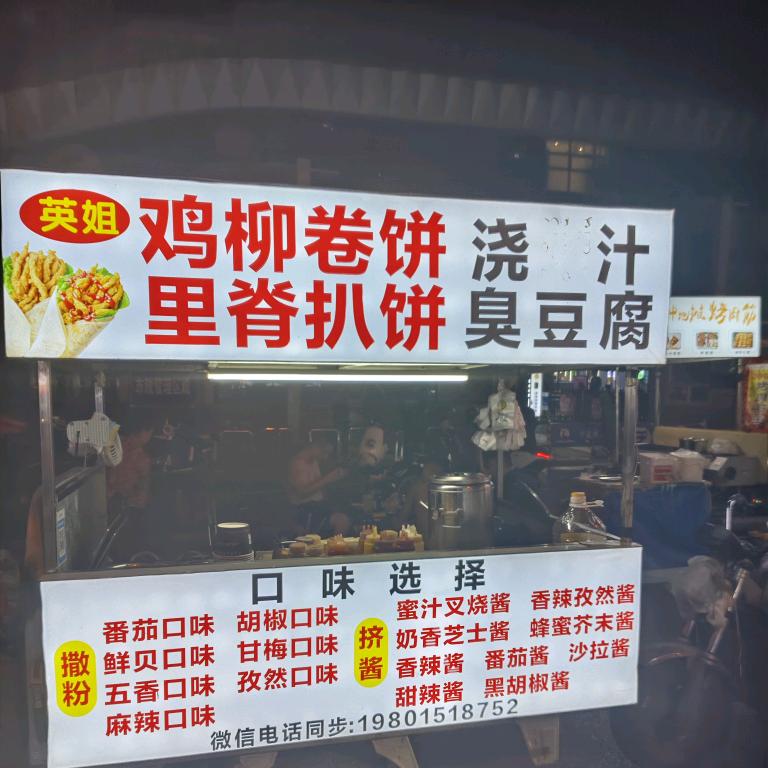 英姐
鸡柳卷饼
里脊扒饼
浇 汁
臭豆腐
口味选择
撒粉
番茄口味 胡椒口味
鲜贝口味 甘梅口味
五香口味 孜然口味
麻辣口味
挤酱
蜜汁叉烧酱 香辣孜然酱
奶香芝士酱 蜂蜜芥末酱
香辣酱 番茄酱 沙拉酱
甜辣酱 黑胡椒酱
微信电话同步:19801518752
烤肉筋